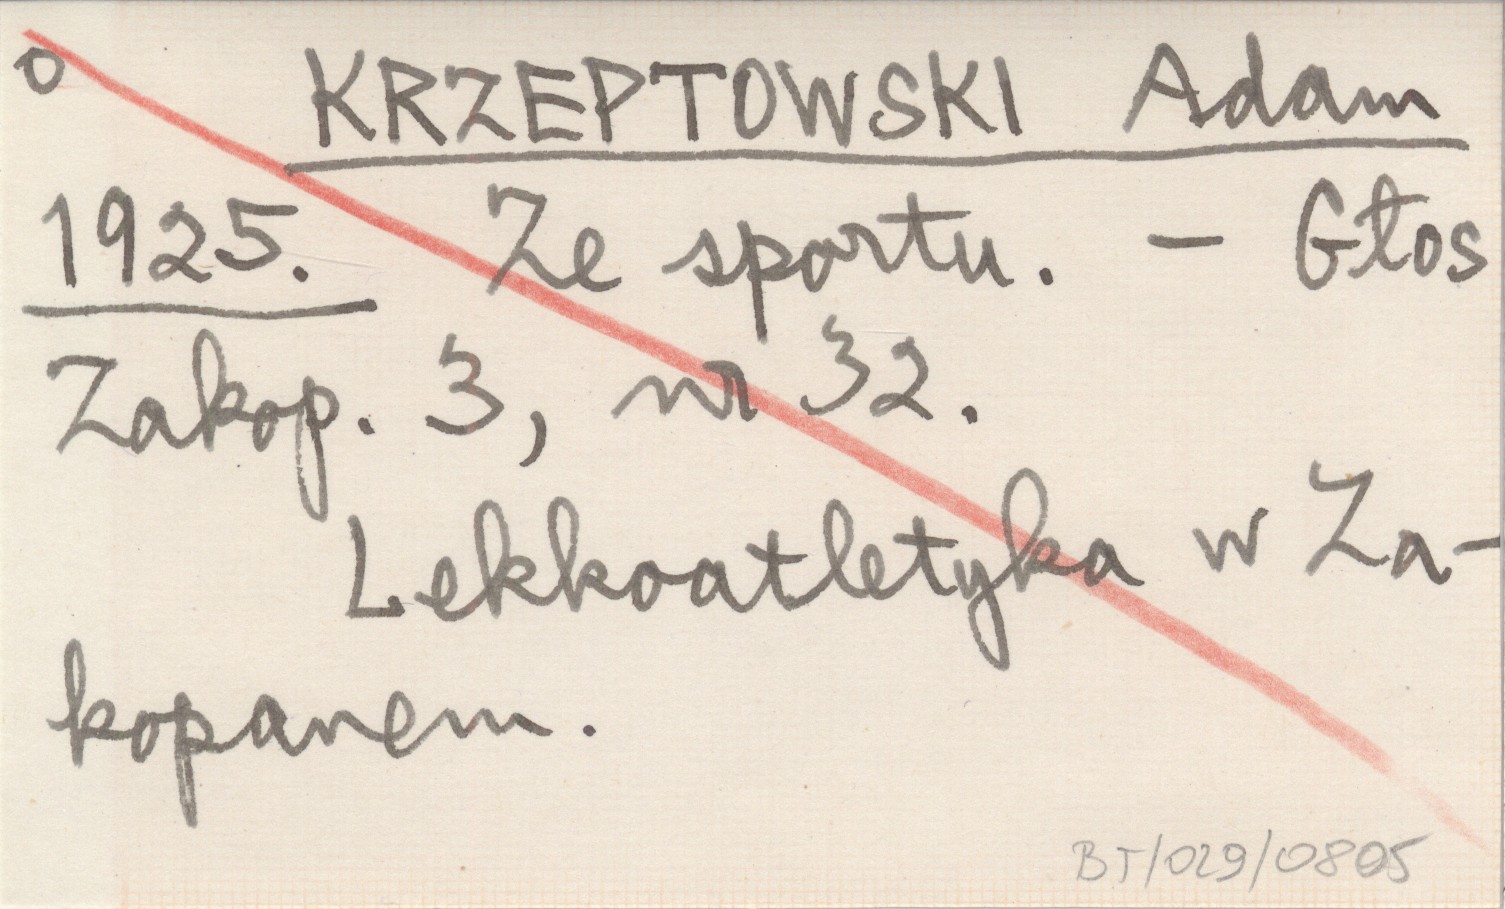 o KRZEPTOWSKI Adam
1925. Ze sportu. – Głos
Zakop. 3, nr 32.
Lekkoatletyka w Za-
kopanem.
BT/029/0805